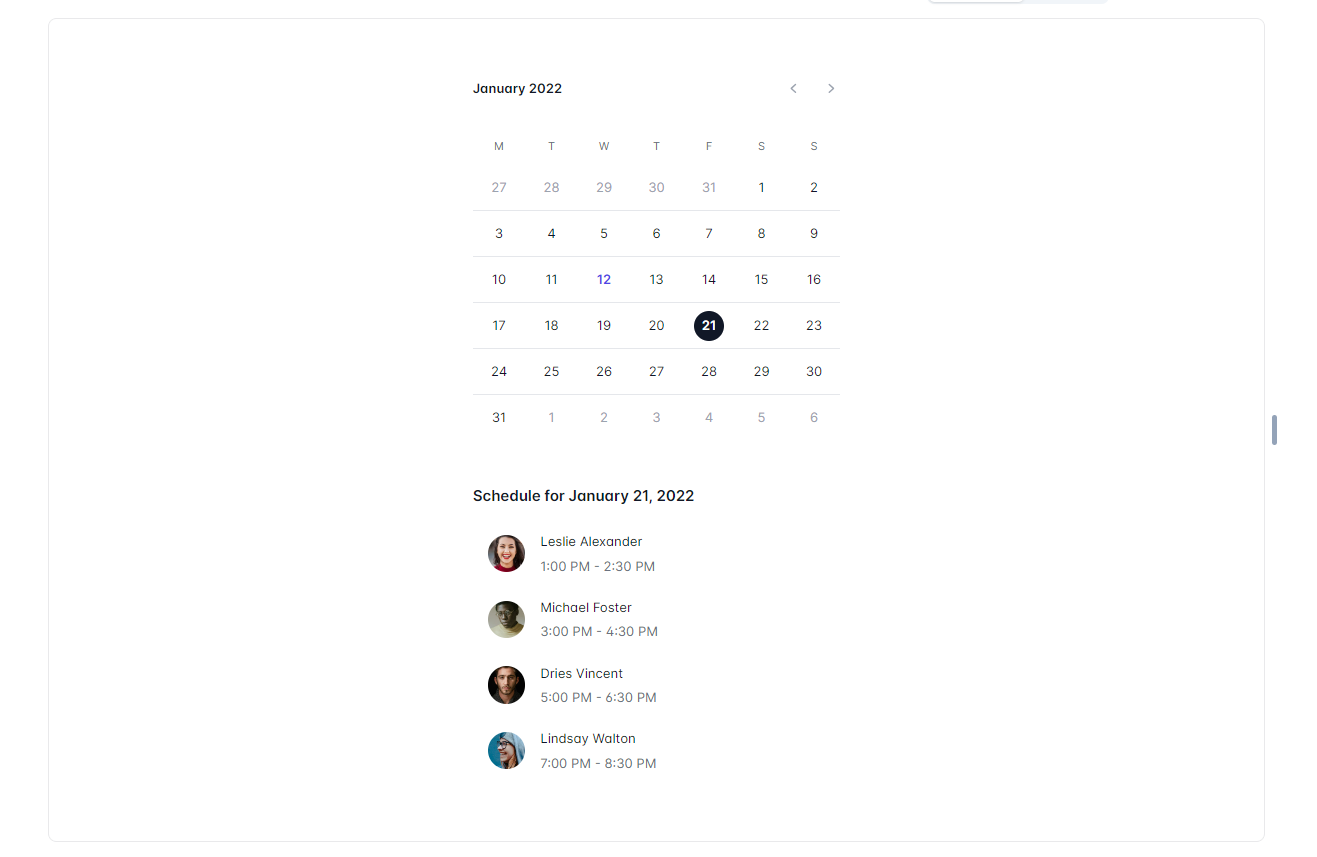 January 2022
M T W T F S S
27 28 29 30 31 1 2
3 4 5 6 7 8 9
10 11 12 13 14 15 16
17 18 19 20 21 22 23
24 25 26 27 28 29 30
31 1 2 3 4 5 6
Schedule for January 21, 2022
Leslie Alexander
1:00 PM - 2:30 PM
Michael Foster
3:00 PM - 4:30 PM
Dries Vincent
5:00 PM - 6:30 PM
Lindsay Walton
7:00 PM - 8:30 PM